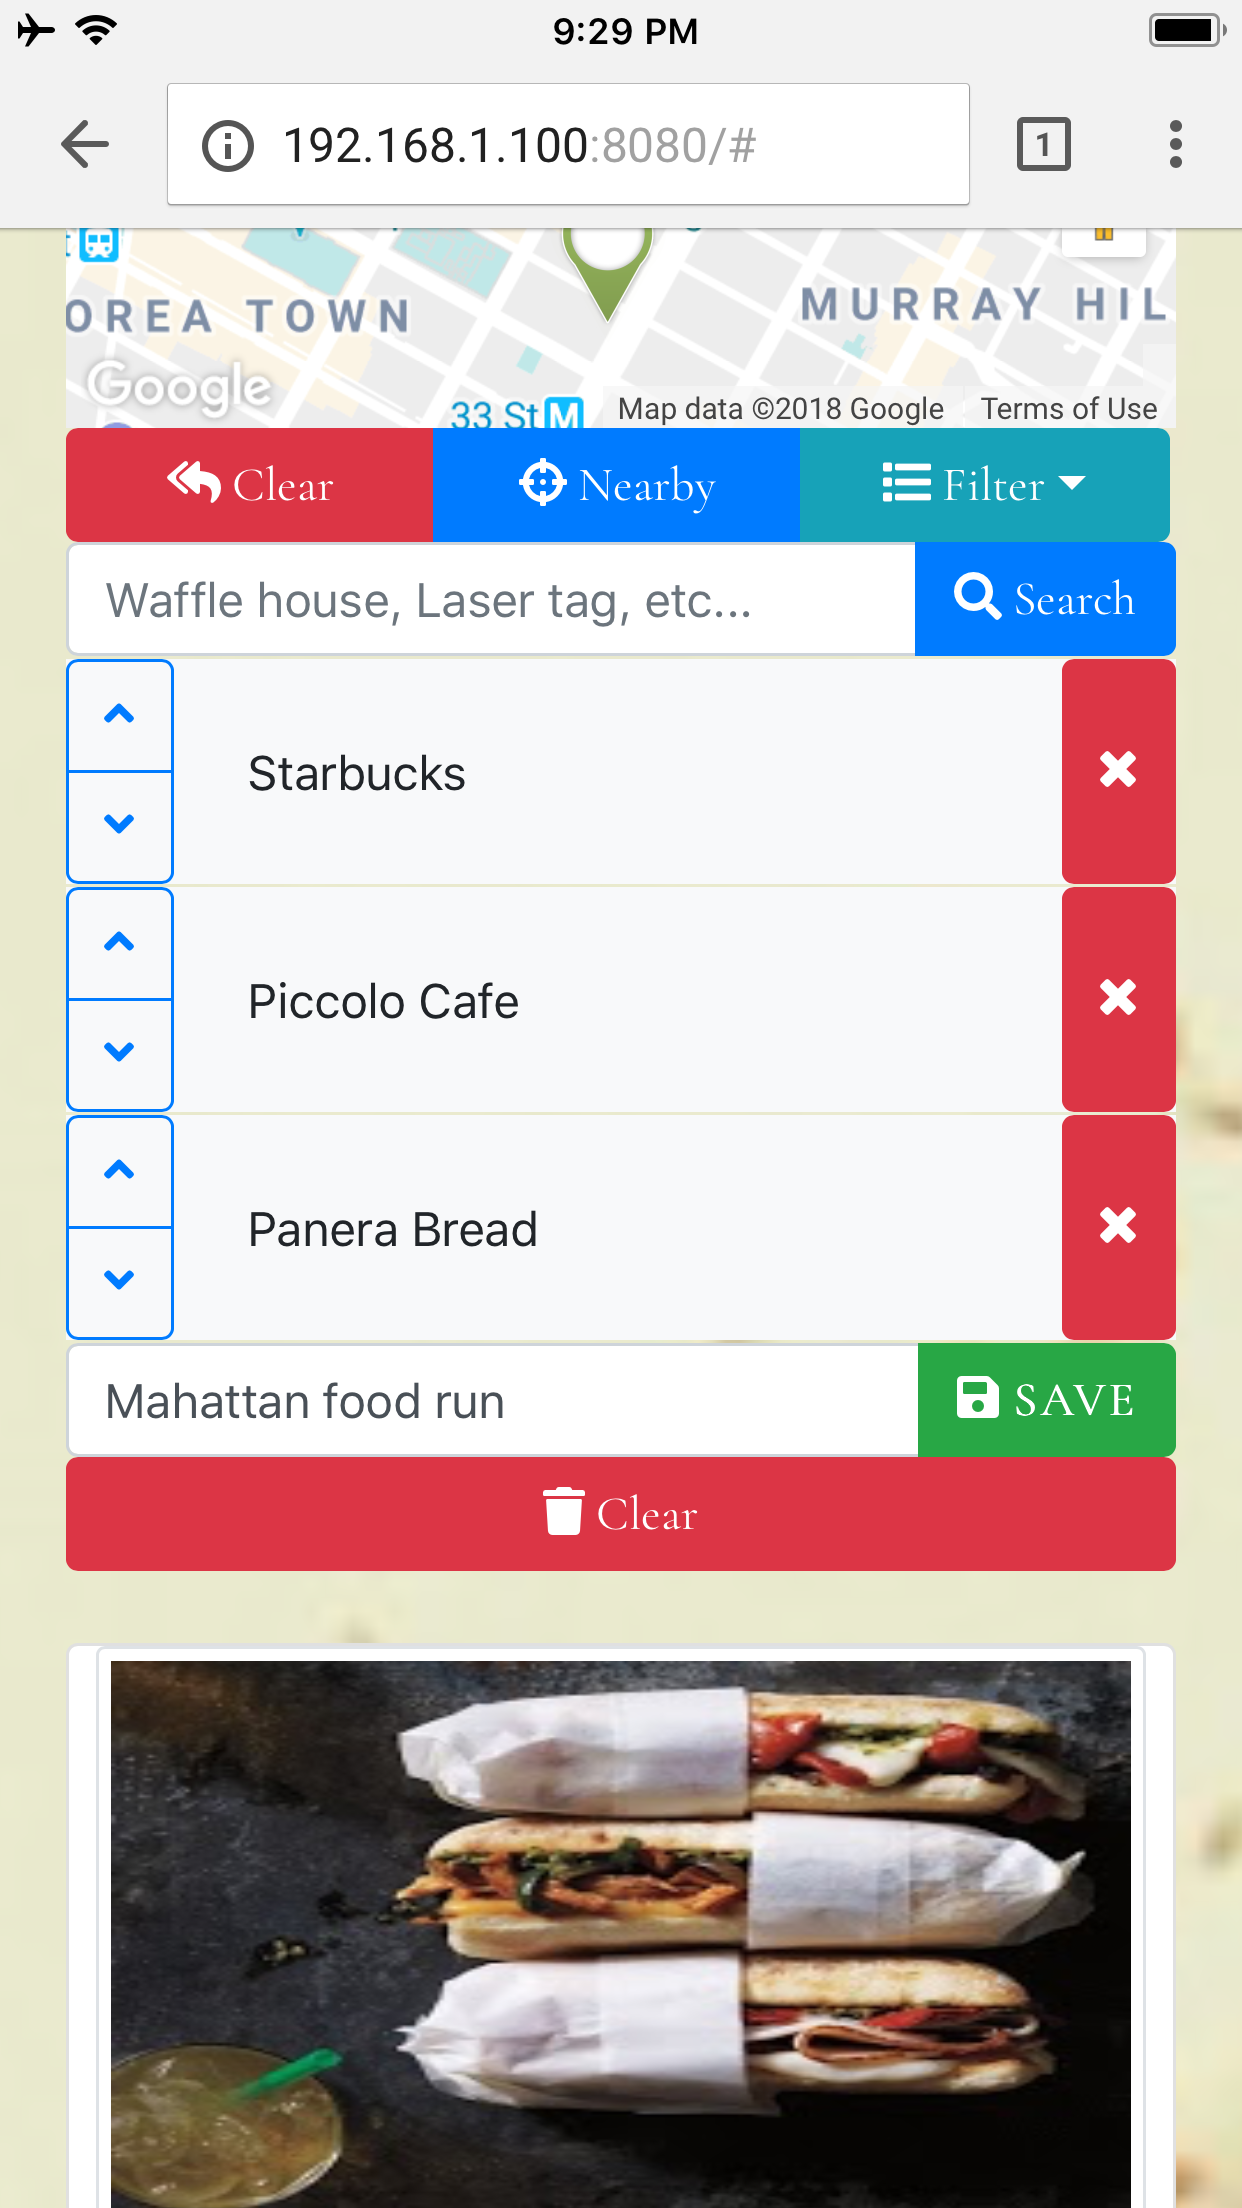 9:29 PM
192.168.1.100:8080/#
1
OREA TOWN
MURRAY HIL
Google
33 St M
Map data ©2018 Google
Terms of Use
Clear
Nearby
Filter
Waffle house, Laser tag, etc...
Search
Starbucks
Piccolo Cafe
Panera Bread
Mahattan food run
SAVE
Clear